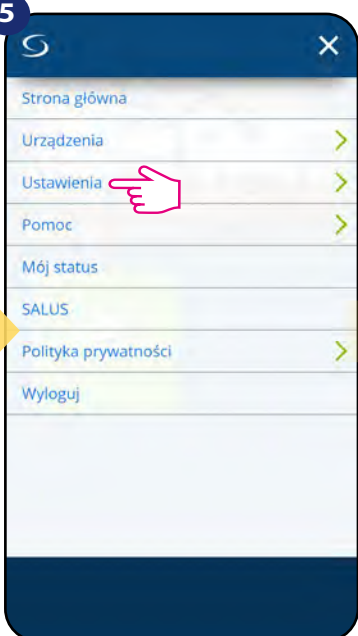 5
Strona główna
Urządzenia
Ustawienia
Pomoc
Mój status
SALUS
Polityka prywatności
Wyloguj